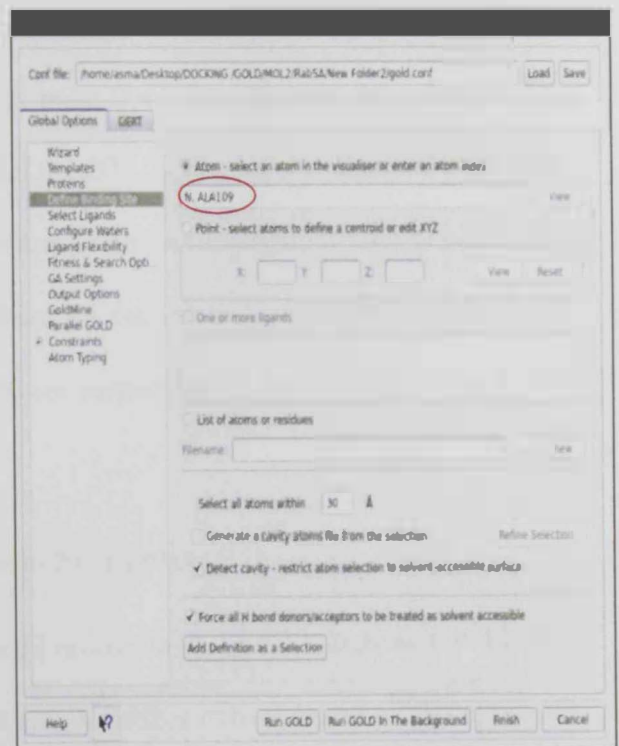 Conf file: /home/asma/Desktop/DOCKING /GOLD/MOL2/Rab5A/New Folder2/gold.conf Load Save
Global Options
Wizard
Templates
Proteins
Define Binding Site
Select Ligands
Configure Waters
Ligand Flexibility
Fitness & Search Opti...
GA Settings
Output Options
GoldMine
Parallel GOLD
Constraints
Atom Typing
Atom - select an atom in the visualiser or enter an atom index
N. ALA109 View
Point - select atoms to define a centroid or edit XYZ
X: Y: Z: View Reset
One or more ligands
List of atoms or residues
Filename: View
Select all atoms within Å
Generate a cavity atoms file from the selection Refine Selection
✓ Detect cavity - restrict atom selection to solvent-accessible surface
✓ Force all H bond donors/acceptors to be treated as solvent accessible
Add Definition as a Selection
Help Run GOLD Run GOLD In The Background Finish Cancel